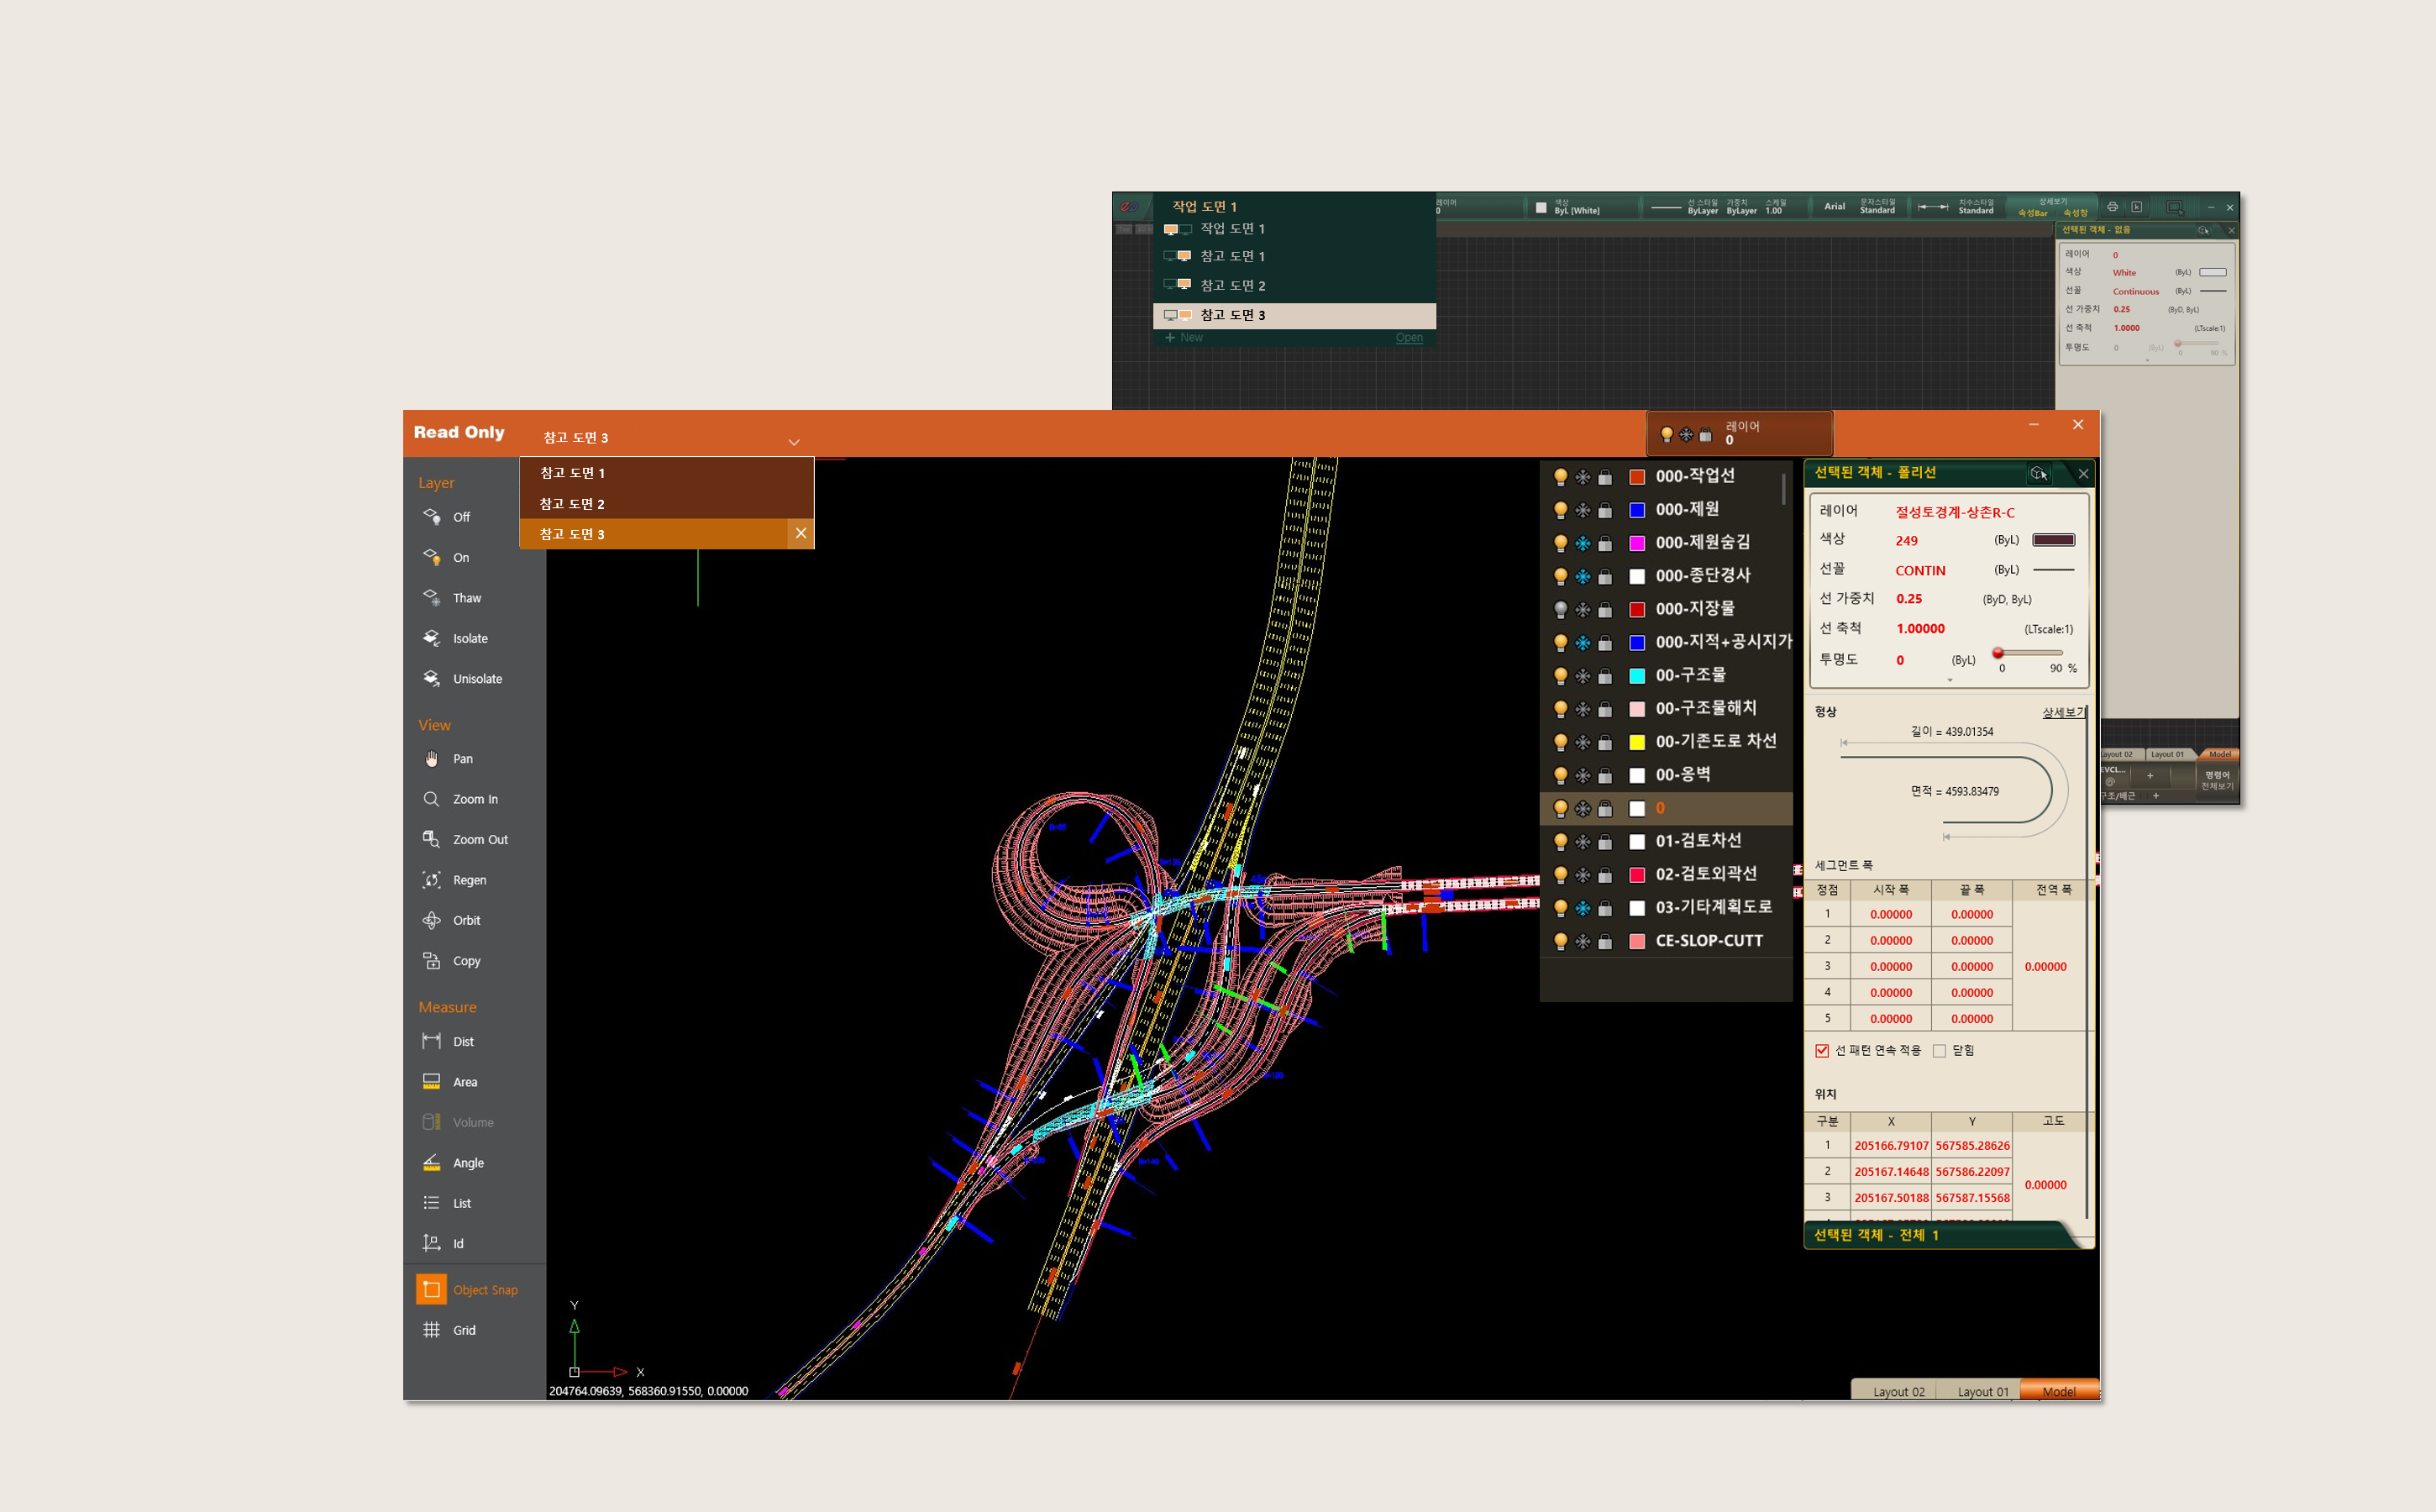 작업 도면 1
작업 도면 1
참고 도면 1
참고 도면 2
참고 도면 3
New Open
레이어
0
색상
ByL [White]
선 스타일 가중치 스케일
ByLayer ByLayer 1.00
Arial 문자스타일
Standard
치수스타일
Standard
상세보기
속성Bar 속성창
선택된 객체 - 없음
레이어 0
색상 White (ByL)
선꼴 Continuous (ByL)
선 가중치 0.25 (ByD, ByL)
선 축척 1.0000 (LTscale:1)
투명도 0 (ByL)
0 90 %
Layout 02 Layout 01 Model
EVCL...
명령어
전체보기
구조/배근
Read Only
참고 도면 3
참고 도면 1
참고 도면 2
참고 도면 3
레이어
0
Layer
Off
On
Thaw
Isolate
Unisolate
View
Pan
Zoom In
Zoom Out
Regen
Orbit
Copy
Measure
Dist
Area
Volume
Angle
List
Id
Object Snap
Grid
Y
X
204764.09639, 568360.91550, 0.00000
000-작업선
000-제원
000-제원숨김
000-종단경사
000-지장물
000-지적+공시지가
00-구조물
00-구조물해치
00-기존도로 차선
00-옹벽
0
01-검토차선
02-검토외곽선
03-기타계획도로
CE-SLOP-CUTT
선택된 객체 - 폴리선
레이어 절성토경계-상촌R-C
색상 249 (ByL)
선꼴 CONTIN (ByL)
선 가중치 0.25 (ByD, ByL)
선 축척 1.00000 (LTscale:1)
투명도 0 (ByL)
0 90 %
형상 상세보기
길이 = 439.01354
면적 = 4593.83479
세그먼트 폭
정점 시작 폭 끝 폭 전역 폭
1 0.00000 0.00000
2 0.00000 0.00000
3 0.00000 0.00000 0.00000
4 0.00000 0.00000
5 0.00000 0.00000
선 패턴 연속 적용 닫힘
위치
구분 X Y 고도
1 205166.79107 567585.28626
2 205167.14648 567586.22097
0.00000
3 205167.50188 567587.15568
선택된 객체 - 전체 1
Layout 02 Layout 01 Model